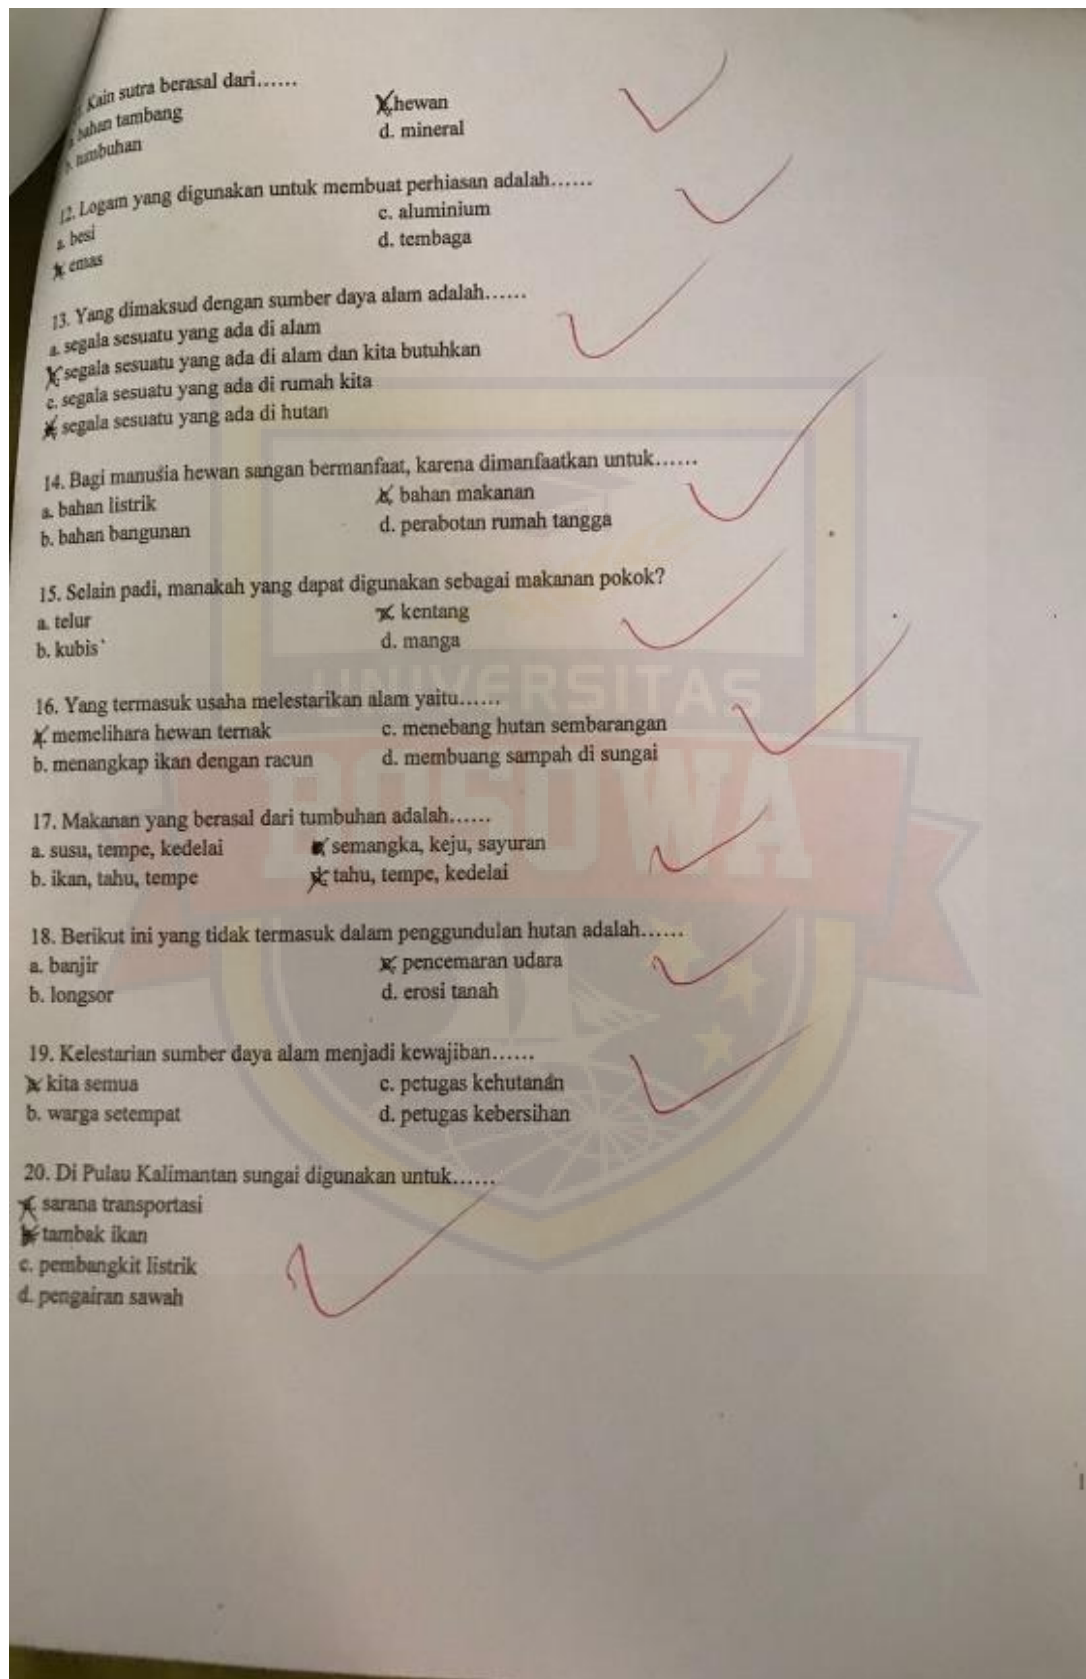 Kain sutra berasal dari......
bahan tambang
hewan
tumbuhan
d. mineral
12. Logam yang digunakan untuk membuat perhiasan adalah......
a. besi
c. aluminium
emas
d. tembaga
13. Yang dimaksud dengan sumber daya alam adalah......
a. segala sesuatu yang ada di alam
segala sesuatu yang ada di alam dan kita butuhkan
c. segala sesuatu yang ada di rumah kita
segala sesuatu yang ada di hutan
14. Bagi manusia hewan sangan bermanfaat, karena dimanfaatkan untuk......
a. bahan listrik
bahan makanan
b. bahan bangunan
d. perabotan rumah tangga
15. Selain padi, manakah yang dapat digunakan sebagai makanan pokok?
a. telur
kentang
b. kubis
d. manga
16. Yang termasuk usaha melestarikan alam yaitu......
memelihara hewan ternak
c. menebang hutan sembarangan
b. menangkap ikan dengan racun
d. membuang sampah di sungai
UNIVERSITAS
BOSOWA
17. Makanan yang berasal dari tumbuhan adalah......
a. susu, tempe, kedelai
semangka, keju, sayuran
b. ikan, tahu, tempe
tahu, tempe, kedelai
18. Berikut ini yang tidak termasuk dalam penggundulan hutan adalah......
a. banjir
pencemaran udara
b. longsor
d. erosi tanah
19. Kelestarian sumber daya alam menjadi kewajiban......
kita semua
c. petugas kehutanan
b. warga setempat
d. petugas kebersihan
20. Di Pulau Kalimantan sungai digunakan untuk......
sarana transportasi
tambak ikan
c. pembangkit listrik
d. pengairan sawah